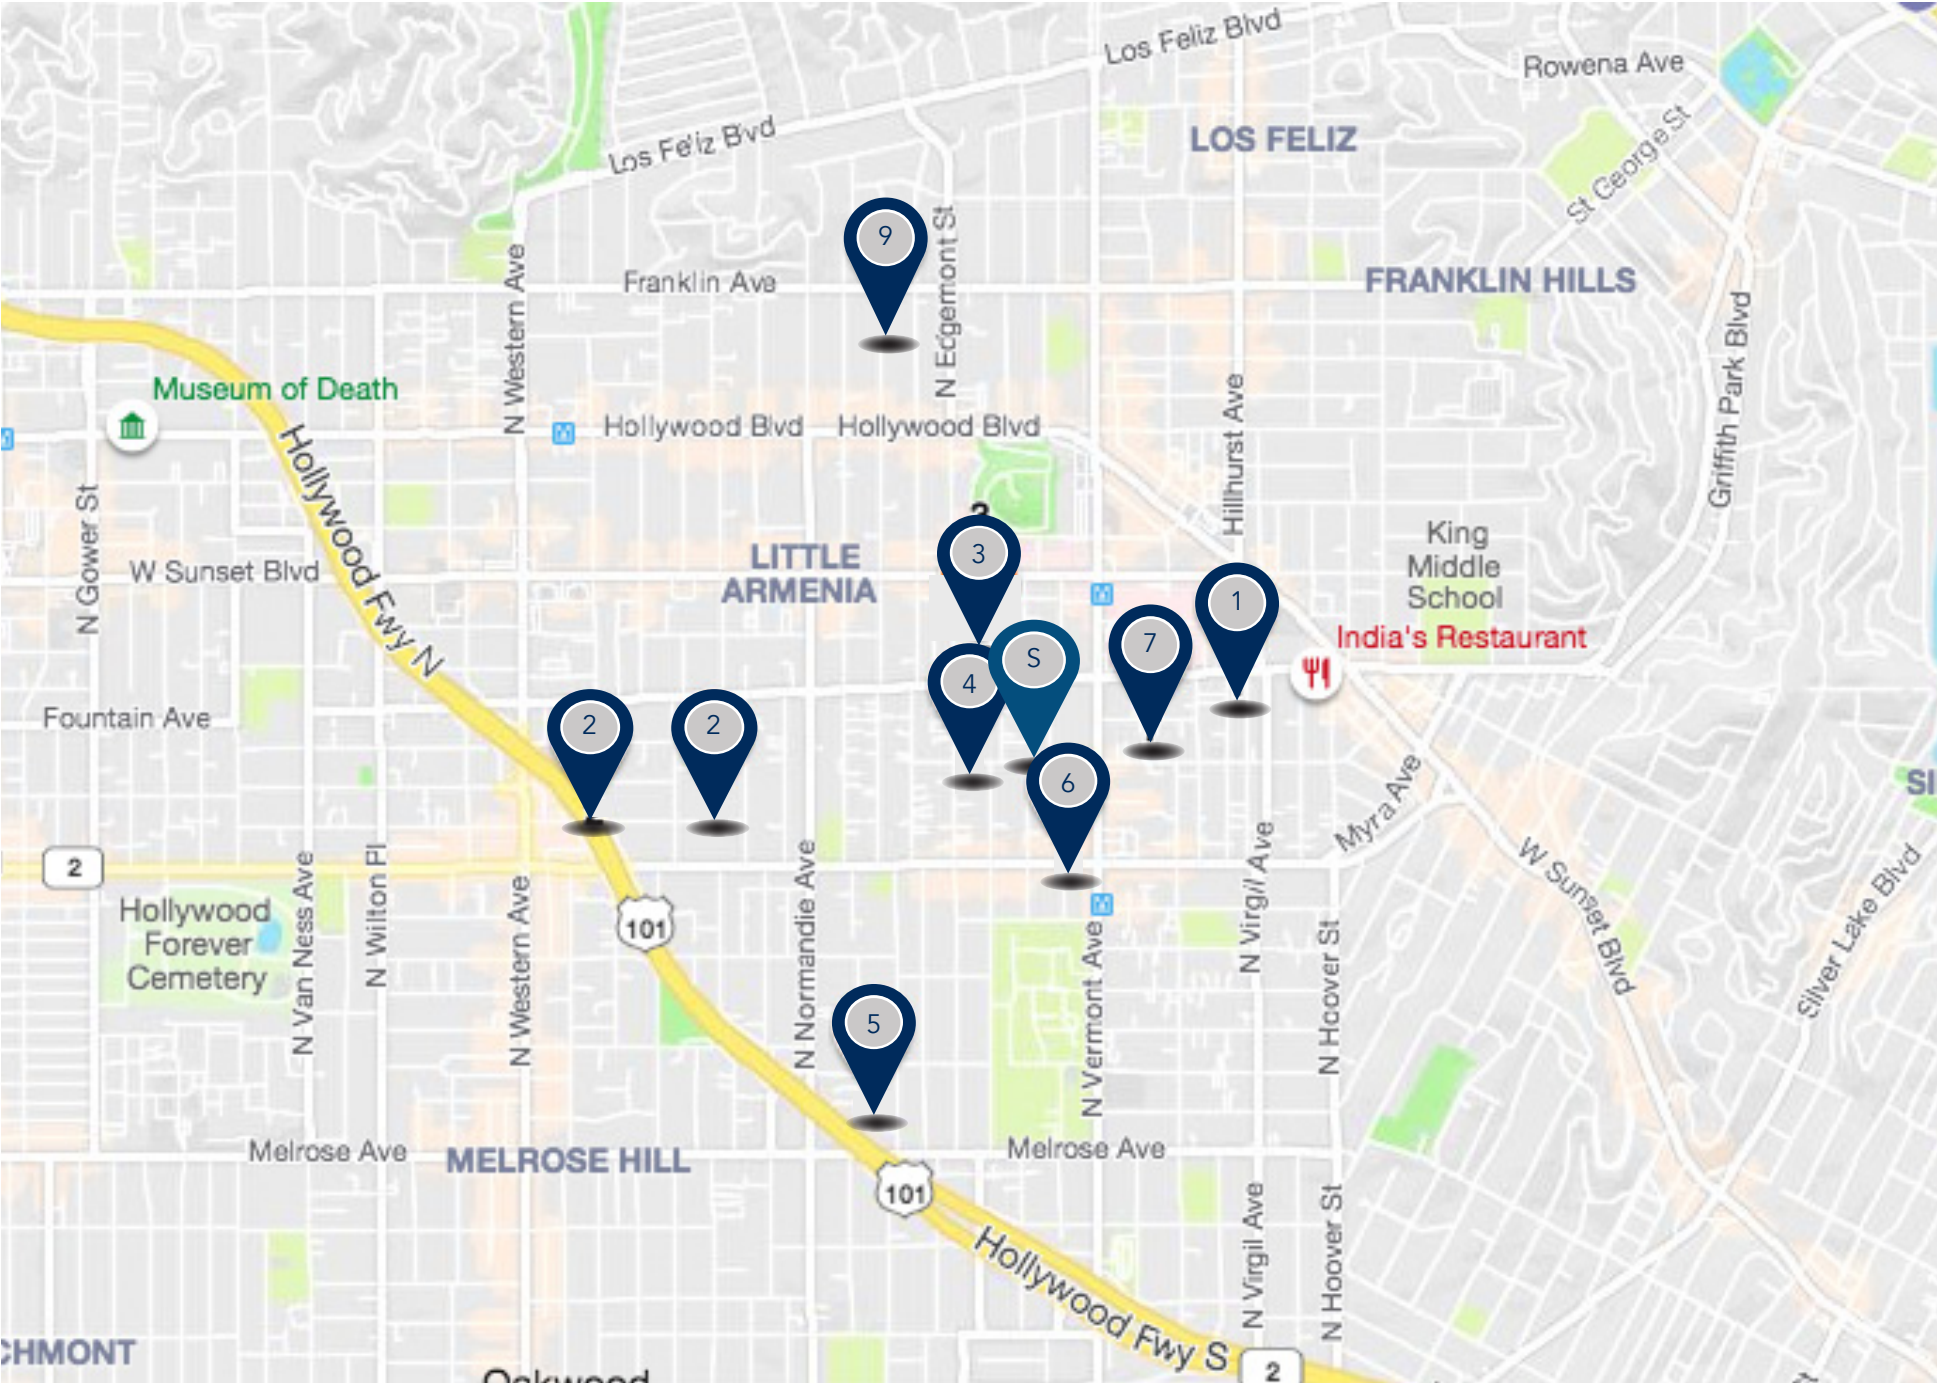 Los Feliz Blvd
Rowena Ave
Los Feliz Blvd
LOS FELIZ
St George St
9
N Edgemont St
Franklin Ave
FRANKLIN HILLS
N Western Ave
Museum of Death
Griffith Park Blvd
Hollywood Blvd
Hollywood Blvd
Hillhurst Ave
Hollywood Fwy N
N Gower St
King
Middle
School
3
W Sunset Blvd
LITTLE
ARMENIA
1
India's Restaurant
7
S
4
Fountain Ave
2
2
6
Myra Ave
2
W Sunset Blvd
Silver Lake Blvd
Hollywood
Forever
Cemetery
N Van Ness Ave
N Wilton Pl
N Western Ave
101
N Normandie Ave
N Virgil Ave
N Vermont Ave
N Hoover St
5
Melrose Ave
MELROSE HILL
Melrose Ave
101
N Virgil Ave
N Hoover St
Hollywood Fwy S
CHMONT
Oakwood
2